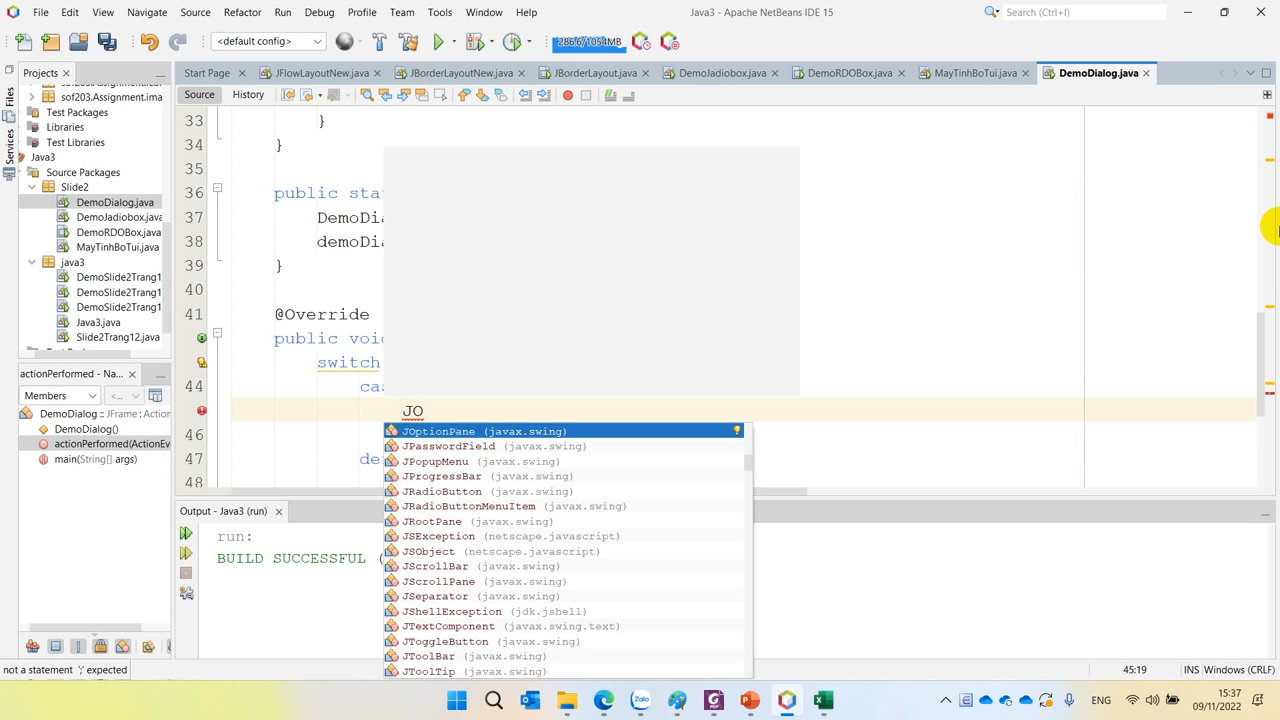 File Edit View Navigate Source Refactor Run Debug Profile Team Tools Window Help
Java3 - Apache NetBeans IDE 15
Search (Ctrl+I)
<default config>
286.6/1054MB
Projects
Start Page
JFlowLayoutNew.java
JBorderLayoutNew.java
JBorderLayout.java
DemoJadiobox.java
DemoRDOBox.java
MayTinhBoTui.java
DemoDialog.java
Files
Services
sof203.Assignment.ima
Test Packages
Libraries
Test Libraries
Java3
Source Packages
Slide2
DemoDialog.java
DemoJadiobox.java
DemoRDOBox.java
MayTinhBoTui.java
java3
DemoSlide2Trang1
DemoSlide2Trang1
DemoSlide2Trang1
Java3.java
Slide2Trang12.java
Source History
33 }
34 }
35
36 public sta
37 DemoDia
38 demoDia
39 }
40
41 @Override
public voic
switch
44 cas
JO
46
47 de
48
JOptionPane (javax.swing)
JPasswordField (javax.swing)
JPopupMenu (javax.swing)
JProgressBar (javax.swing)
JRadioButton (javax.swing)
JRadioButtonMenuItem (javax.swing)
JRootPane (javax.swing)
JSException (netscape.javascript)
JSObject (netscape.javascript)
JScrollBar (javax.swing)
JScrollPane (javax.swing)
JSeparator (javax.swing)
JShellException (jdk.jshell)
JTextComponent (javax.swing.text)
JToggleButton (javax.swing)
JToolBar (javax.swing)
JToolTip (javax.swing)
actionPerformed - Na...
Members
<...
DemoDialog :: JFrame : Action
DemoDialog()
actionPerformed(ActionEv
main(String[] args)
Output - Java3 (run)
run:
BUILD SUCCESSFUL (
not a statement ';' expected
45:19
INS
Windows (CRLF)
ENG
15:37
09/11/2022